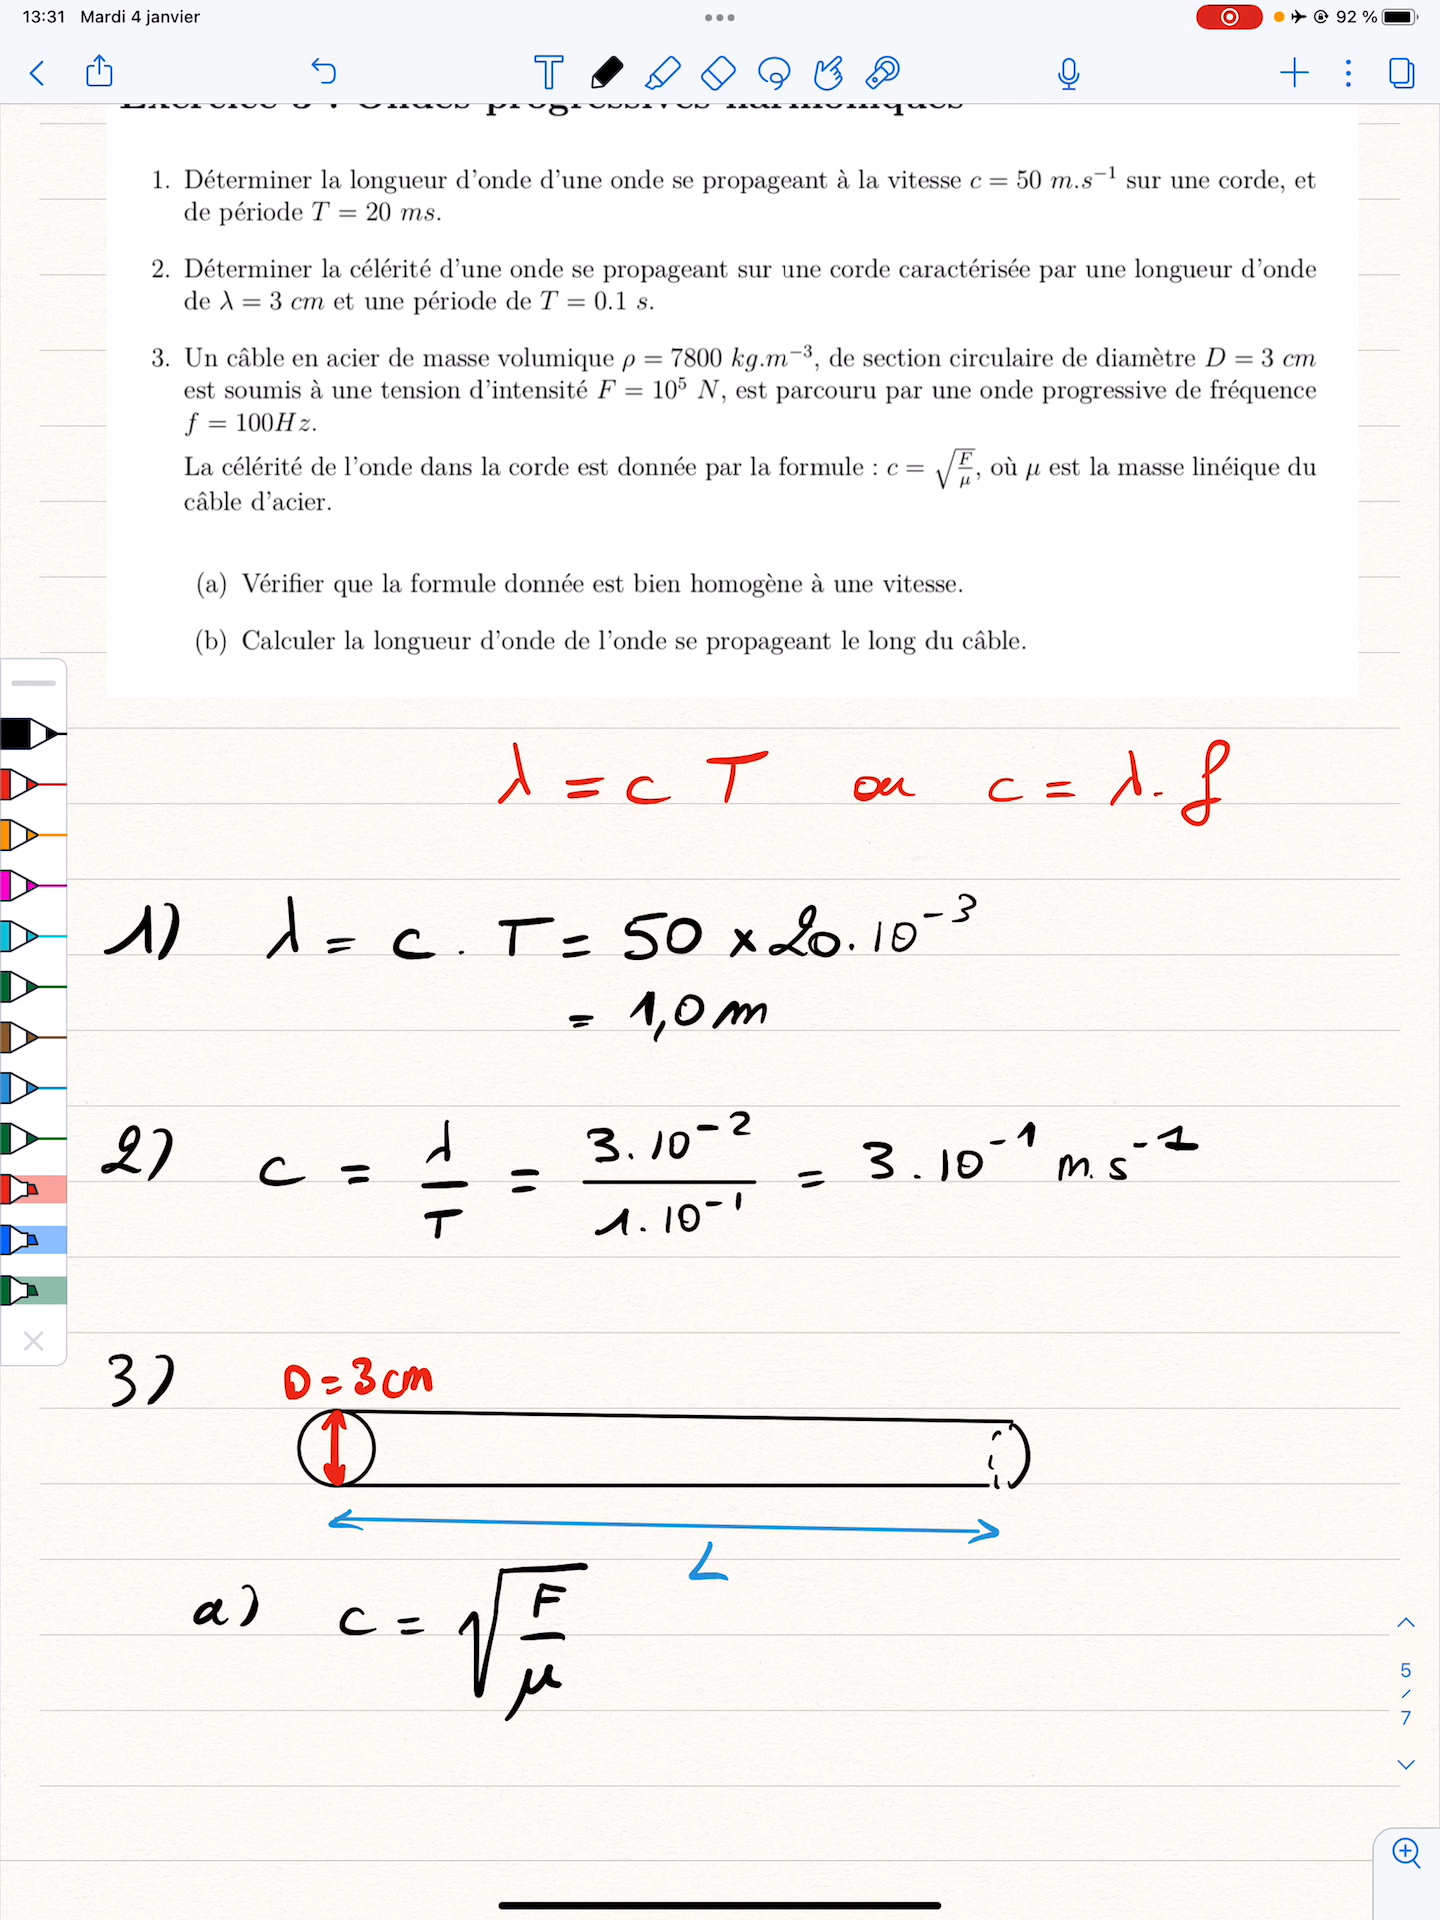 13:31 Mardi 4 janvier 92 %
Exercice 3 : Ondes progressives harmoniques
1. Déterminer la longueur d'onde d'une onde se propageant à la vitesse c = 50 m.s⁻¹ sur une corde, et
de période T = 20 ms.
2. Déterminer la célérité d'une onde se propageant sur une corde caractérisée par une longueur d'onde
de λ = 3 cm et une période de T = 0.1 s.
3. Un câble en acier de masse volumique ρ = 7800 kg.m⁻³, de section circulaire de diamètre D = 3 cm
est soumis à une tension d'intensité F = 10⁵ N, est parcouru par une onde progressive de fréquence
f = 100Hz.
La célérité de l'onde dans la corde est donnée par la formule : c = √(F/μ), où μ est la masse linéique du
câble d'acier.
(a) Vérifier que la formule donnée est bien homogène à une vitesse.
(b) Calculer la longueur d'onde de l'onde se propageant le long du câble.
λ = c T ou c = λ. f
1) λ = c . T = 50 × 20.10⁻³
= 1,0 m
2) c = λ/T = 3.10⁻²/1.10⁻¹ = 3.10⁻¹ m.s⁻¹
3) D = 3 cm
L
a) c = √(F/μ)
5
/
7